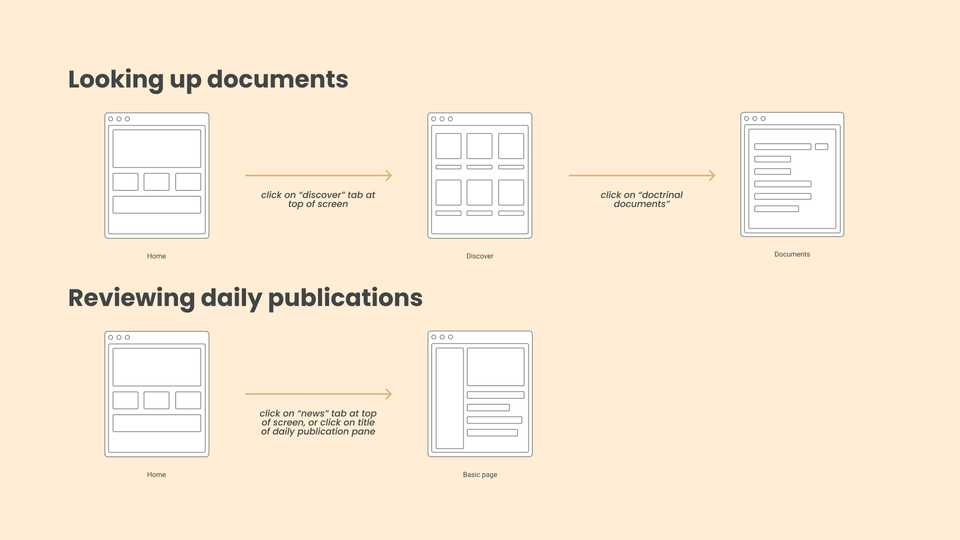 Looking up documents
click on “discover” tab at
top of screen
click on “doctrinal
documents”
Home
Discover
Documents
Reviewing daily publications
click on “news” tab at top
of screen, or click on title
of daily publication pane
Home
Basic page